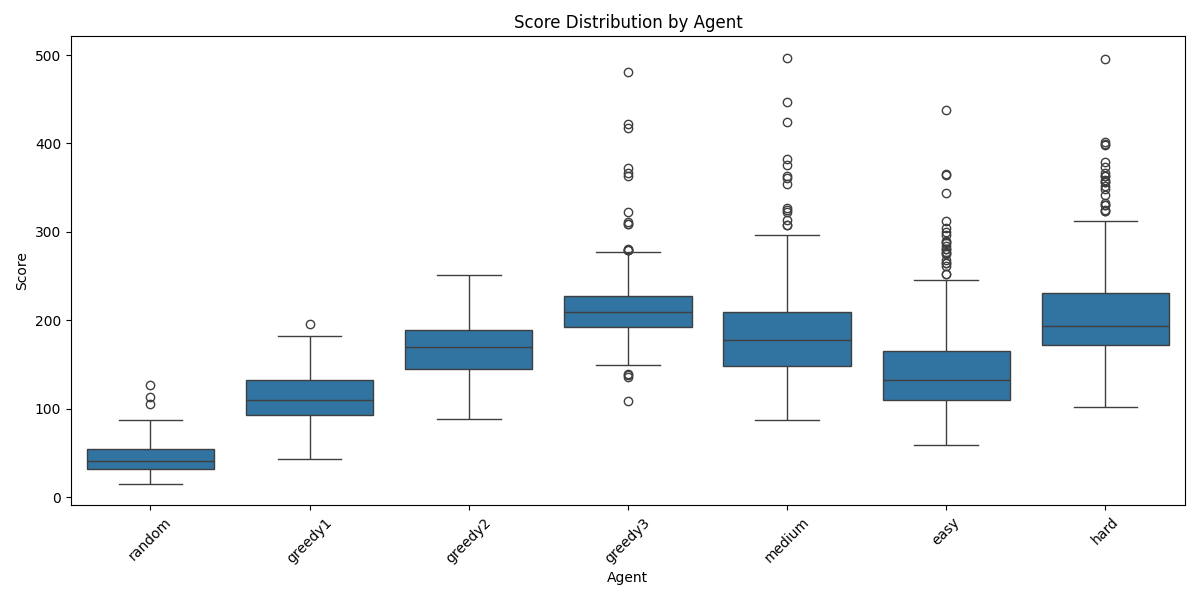 Score Distribution by Agent
Score
500
400
300
200
100
0
random
greedy1
greedy2
greedy3
medium
easy
hard
Agent